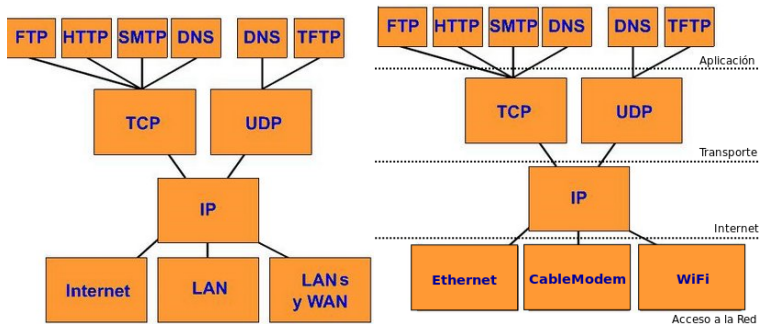 FTP HTTP SMTP DNS DNS TFTP
TCP UDP
IP
Internet LAN LANs
y WAN
FTP HTTP SMTP DNS DNS TFTP
Aplicación
TCP UDP
Transporte
IP
Internet
Ethernet CableModem WiFi
Acceso a la Red